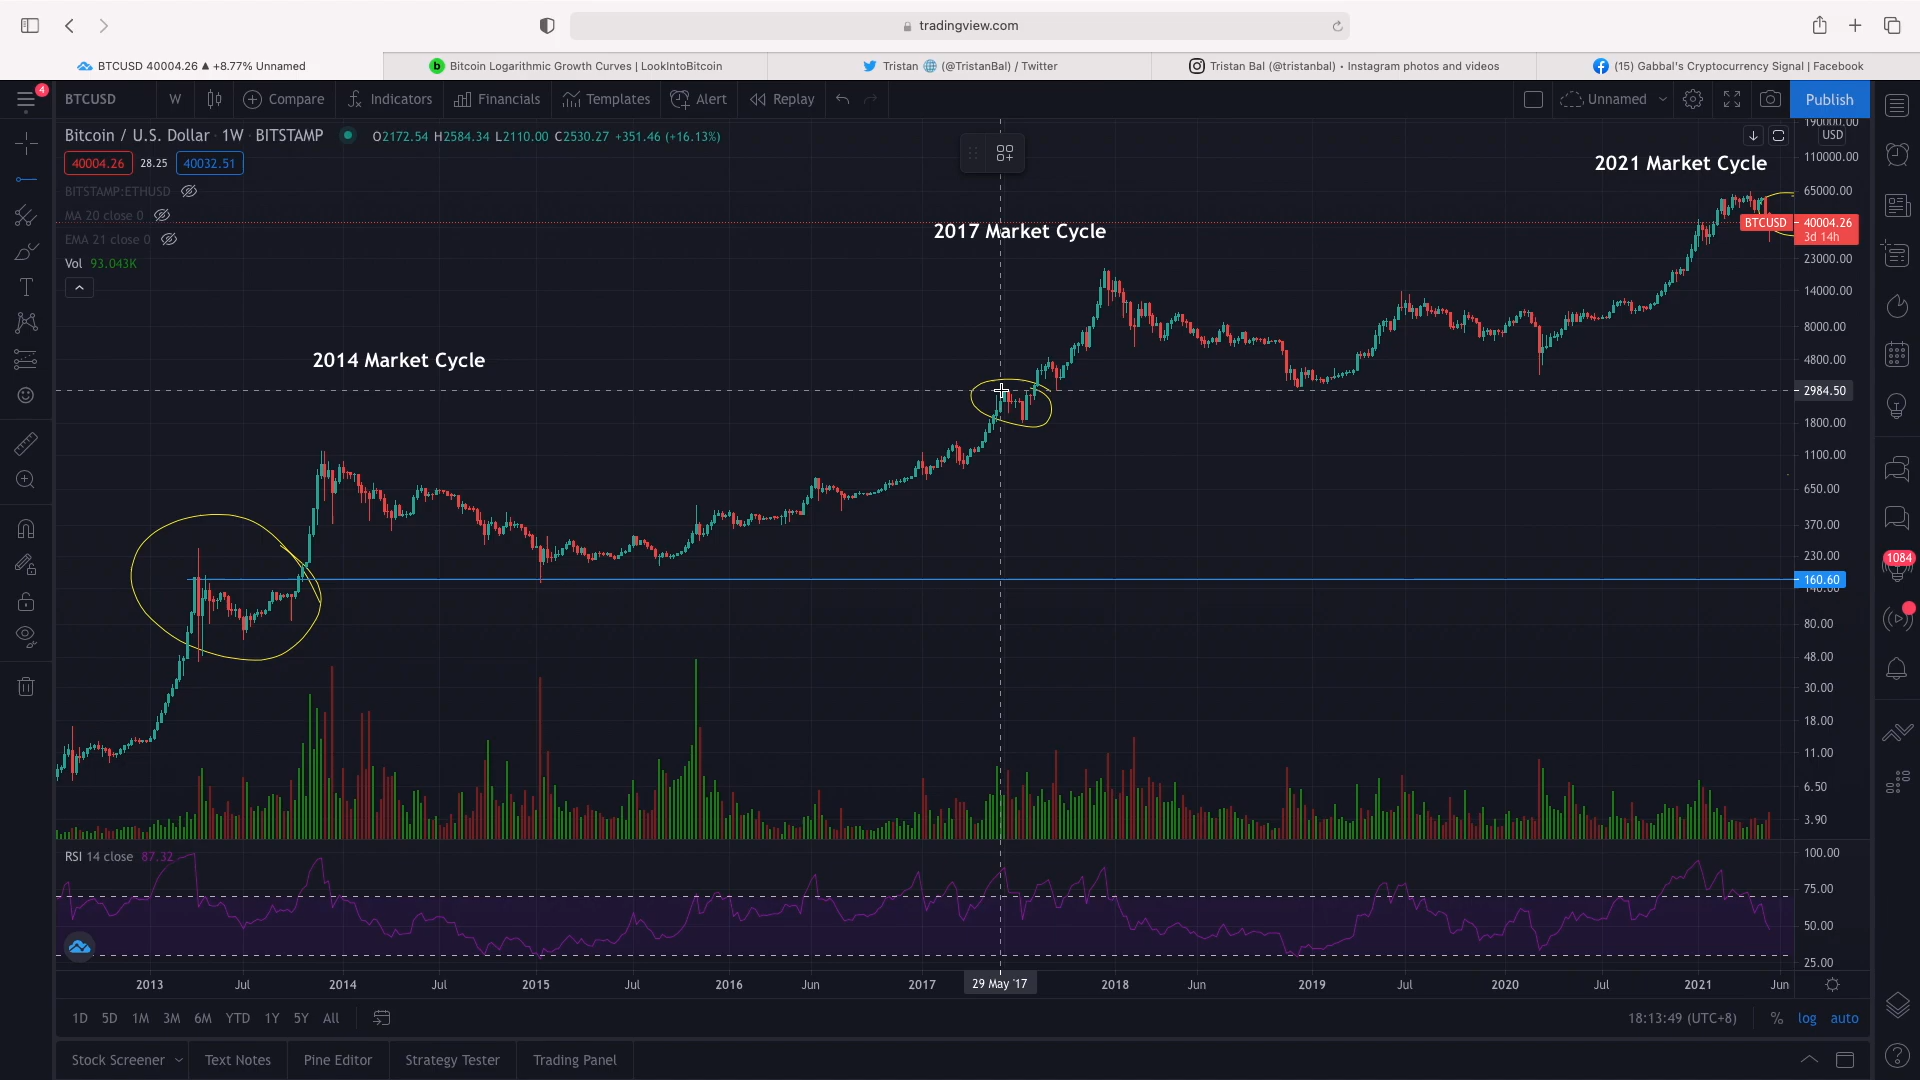 tradingview.com
BTCUSD 40004.26 ▲ +8.77% Unnamed
Bitcoin Logarithmic Growth Curves | LookIntoBitcoin
Tristan 🌐 (@TristanBal) / Twitter
Tristan Bal (@tristanbal) • Instagram photos and videos
(15) Gabbal's Cryptocurrency Signal | Facebook
4
BTCUSD W Compare Indicators Financials Templates Alert Replay Unnamed Publish
Bitcoin / U.S. Dollar · 1W · BITSTAMP O2172.54 H2584.34 L2110.00 C2530.27 +351.46 (+16.13%)
40004.26 28.25 40032.51
BITSTAMP:ETHUSD
MA 20 close 0
EMA 21 close 0
Vol 93.043K
2014 Market Cycle
2017 Market Cycle
2021 Market Cycle
190000.00
USD
110000.00
65000.00
BTCUSD 40004.26
3d 14h
23000.00
14000.00
8000.00
4800.00
2984.50
1800.00
1100.00
650.00
370.00
230.00
160.60
140.00
80.00
48.00
30.00
18.00
11.00
6.50
3.90
RSI 14 close 87.32
100.00
75.00
50.00
25.00
2013 Jul 2014 Jul 2015 Jul 2016 Jun 2017 29 May '17 2018 Jun 2019 Jul 2020 Jul 2021 Jun
1D 5D 1M 3M 6M YTD 1Y 5Y All 18:13:49 (UTC+8) % log auto
Stock Screener Text Notes Pine Editor Strategy Tester Trading Panel
1084